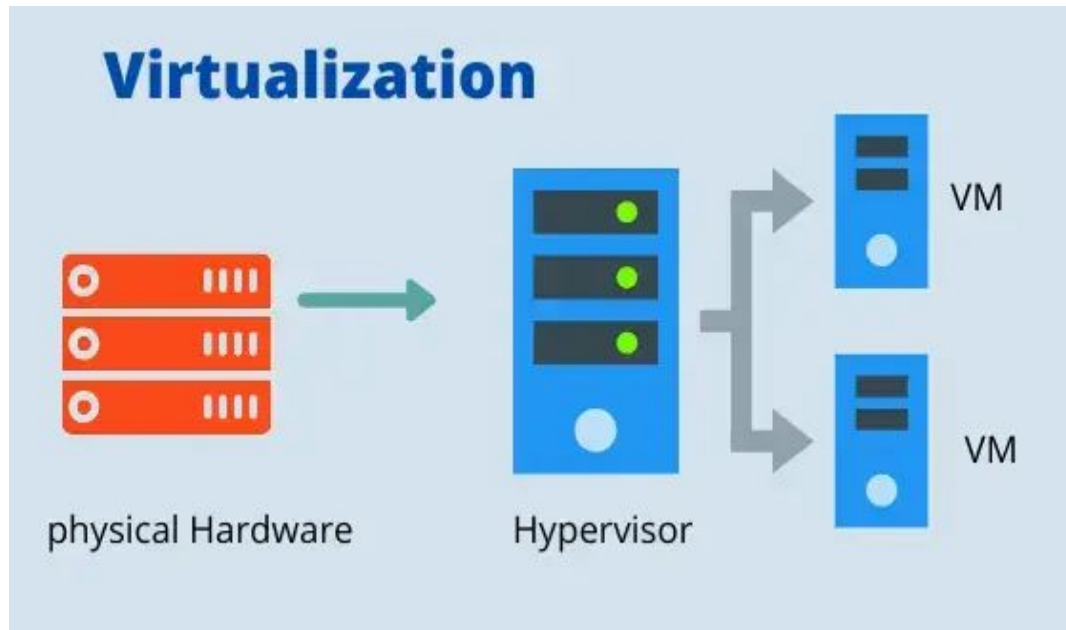 Virtualization
VM
VM
physical Hardware
Hypervisor